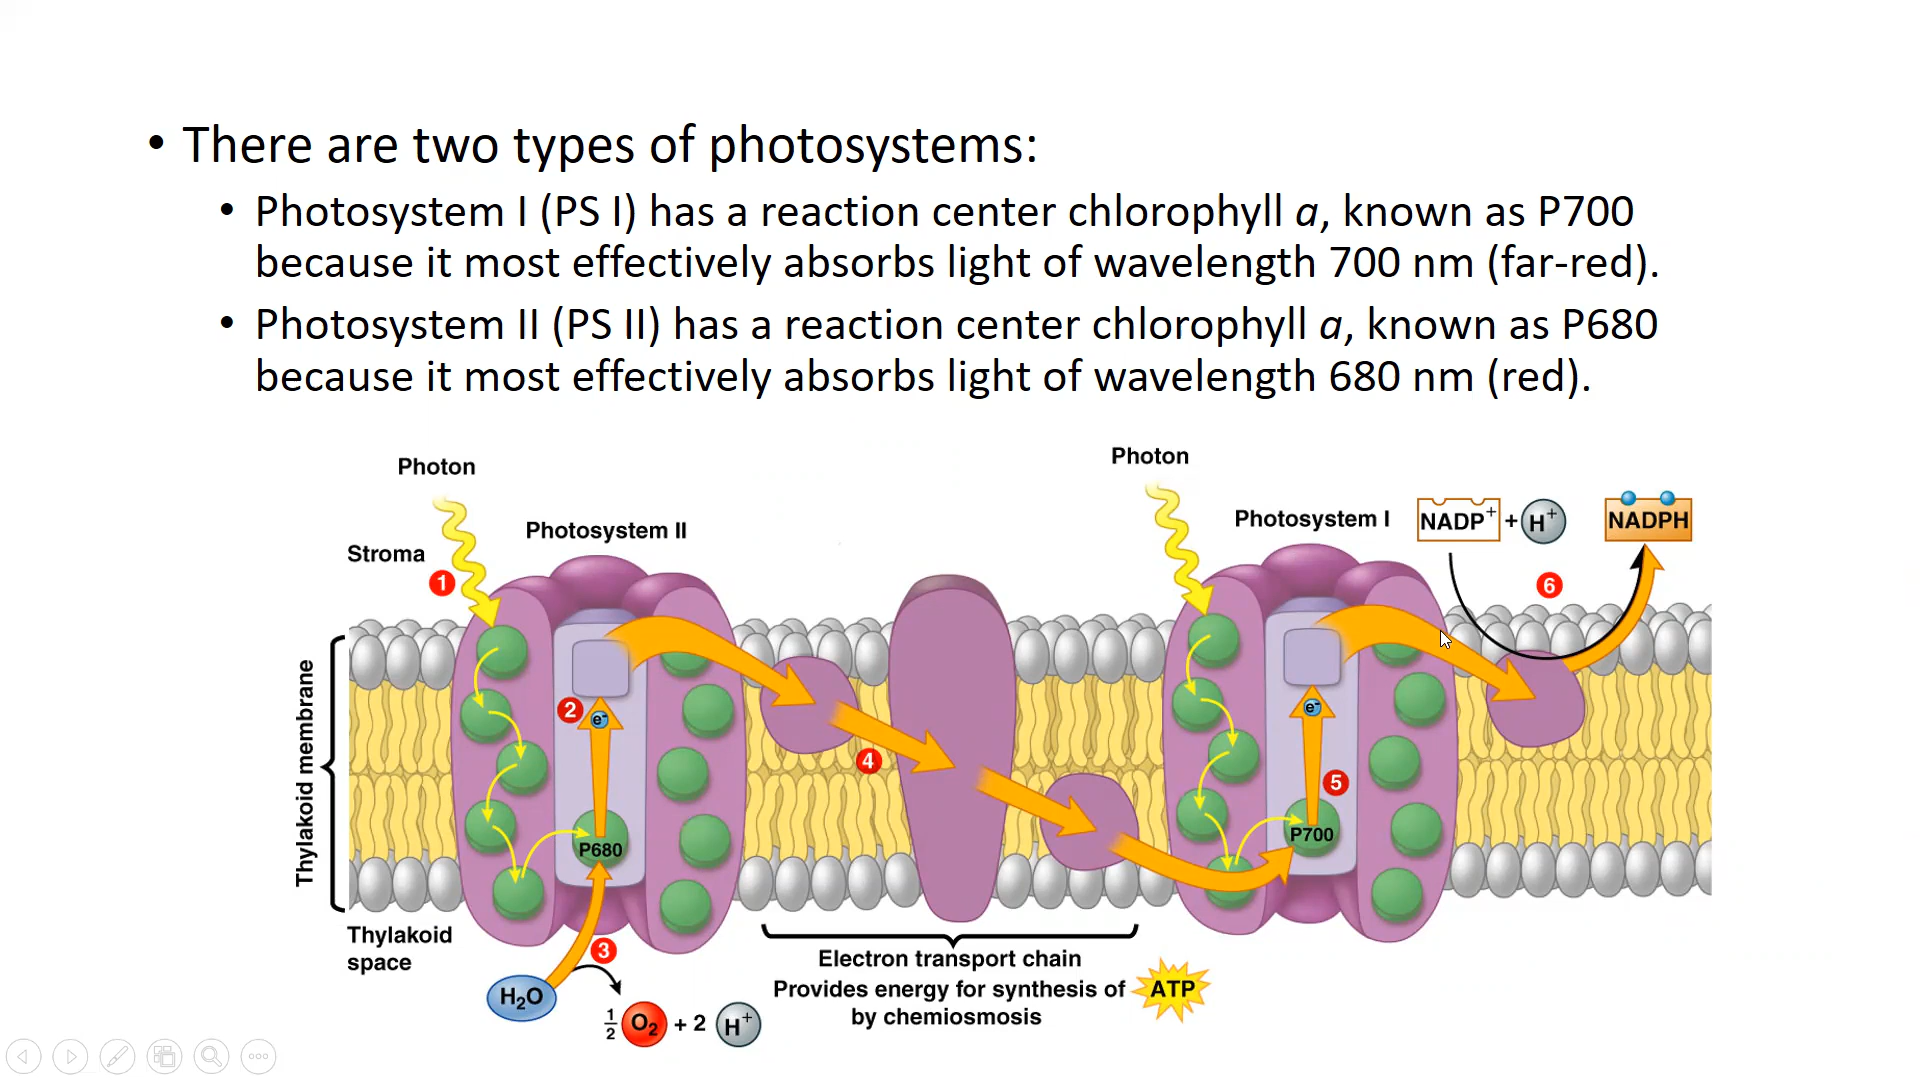 • There are two types of photosystems:
• Photosystem I (PS I) has a reaction center chlorophyll a, known as P700
because it most effectively absorbs light of wavelength 700 nm (far-red).
• Photosystem II (PS II) has a reaction center chlorophyll a, known as P680
because it most effectively absorbs light of wavelength 680 nm (red).
Photon
Photon
Photosystem II
Photosystem I
NADP+ + H+
NADPH
Stroma
1
6
Thylakoid membrane
2
e-
e-
4
5
P680
P700
Thylakoid
space
3
H2O
1/2 O2 + 2 H+
Electron transport chain
Provides energy for synthesis of
by chemiosmosis
ATP